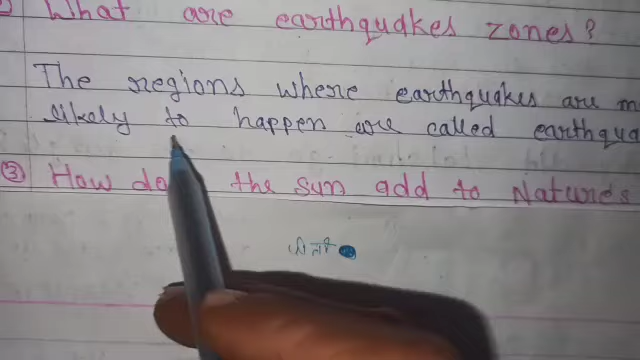 What are earthquakes zones?
The regions where earthquakes are m
likely to happen are called earthqua
③ How do the sun add to Natures